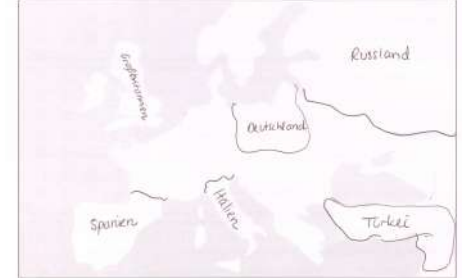 Russland
Großbritannien
Deutschland
Italien
Spanien
Türkei